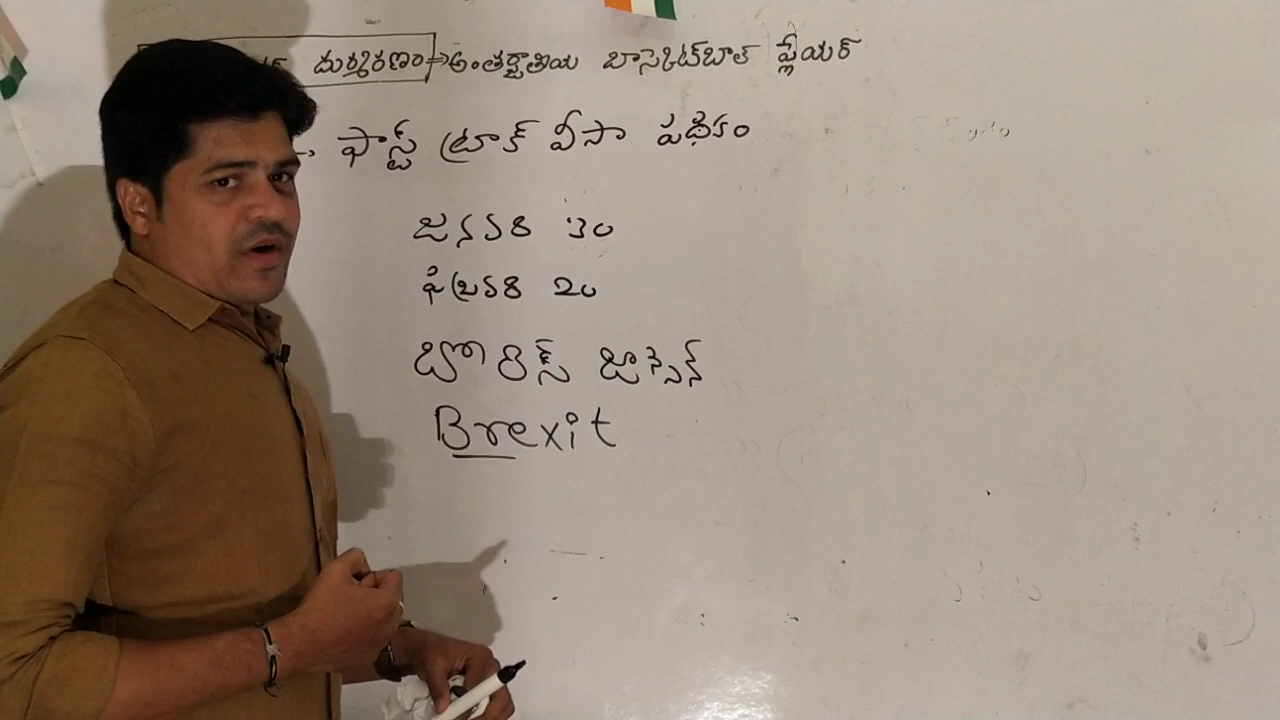 దుర్మరణం → అంతర్జాతీయ బాస్కెట్‌బాల్ ప్లేయర్
→ ఫాస్ట్ ట్రాక్ వీసా పథకం
జనవరి 30
ఫిబ్రవరి 20
బోరిస్ జాన్సన్
Brexit